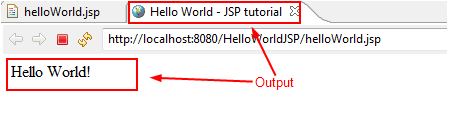 helloWorld.jsp
Hello World - JSP tutorial
http://localhost:8080/HelloWorldJSP/helloWorld.jsp
Hello World!
Output